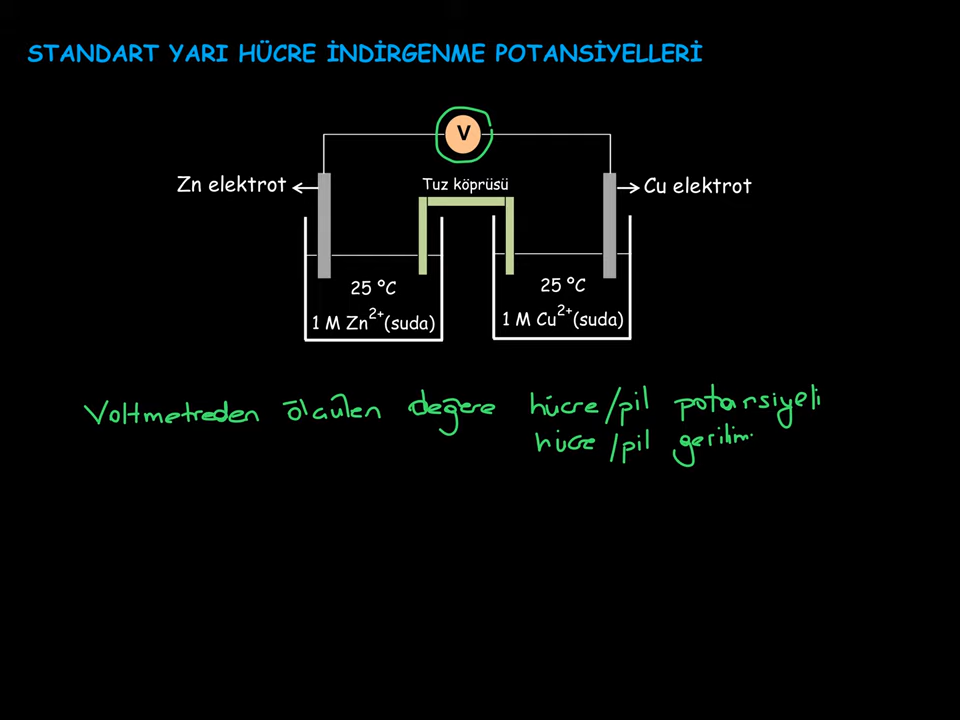 STANDART YARI HÜCRE İNDİRGENME POTANSİYELLERİ
V
Zn elektrot
Tuz köprüsü
Cu elektrot
25 °C
1 M Zn²⁺(suda)
25 °C
1 M Cu²⁺(suda)
Voltmetreden ölçülen değere hücre/pil potansiyeli
hücre/pil gerilim